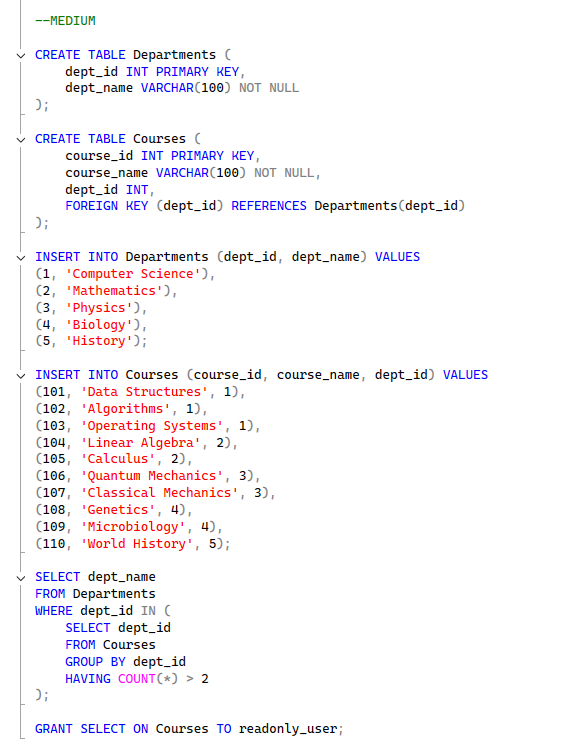 --MEDIUM
CREATE TABLE Departments (
    dept_id INT PRIMARY KEY,
    dept_name VARCHAR(100) NOT NULL
);
CREATE TABLE Courses (
    course_id INT PRIMARY KEY,
    course_name VARCHAR(100) NOT NULL,
    dept_id INT,
    FOREIGN KEY (dept_id) REFERENCES Departments(dept_id)
);
INSERT INTO Departments (dept_id, dept_name) VALUES
(1, 'Computer Science'),
(2, 'Mathematics'),
(3, 'Physics'),
(4, 'Biology'),
(5, 'History');
INSERT INTO Courses (course_id, course_name, dept_id) VALUES
(101, 'Data Structures', 1),
(102, 'Algorithms', 1),
(103, 'Operating Systems', 1),
(104, 'Linear Algebra', 2),
(105, 'Calculus', 2),
(106, 'Quantum Mechanics', 3),
(107, 'Classical Mechanics', 3),
(108, 'Genetics', 4),
(109, 'Microbiology', 4),
(110, 'World History', 5);
SELECT dept_name
FROM Departments
WHERE dept_id IN (
    SELECT dept_id
    FROM Courses
    GROUP BY dept_id
    HAVING COUNT(*) > 2
);
GRANT SELECT ON Courses TO readonly_user;